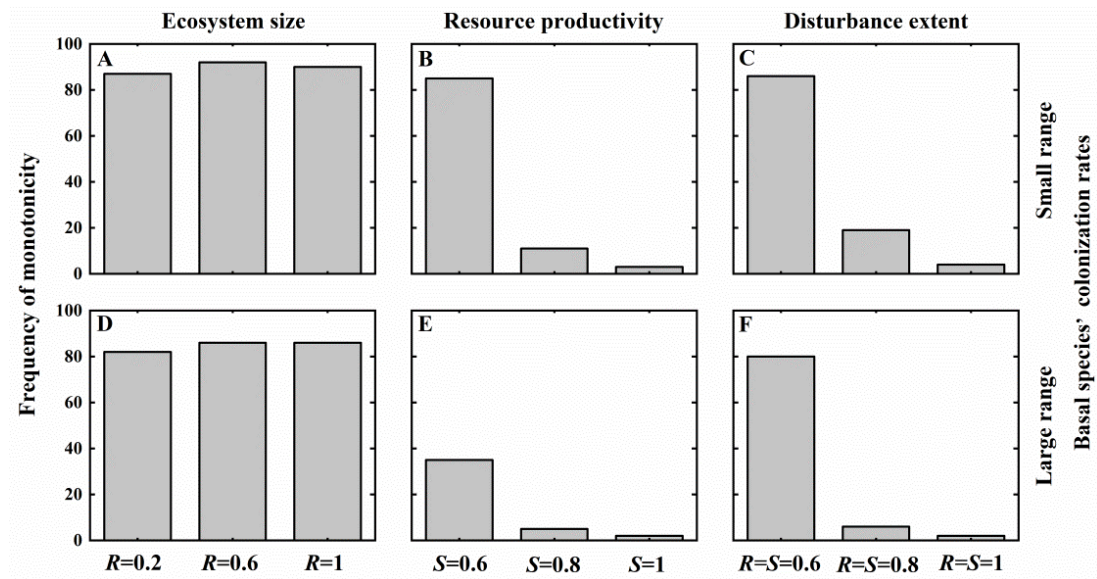 Ecosystem size
Resource productivity
Disturbance extent
Frequency of monotonicity
100
80
60
40
20
0
A
B
C
Small range
100
80
60
40
20
0
D
E
F
Large range
Basal species’ colonization rates
R=0.2
R=0.6
R=1
S=0.6
S=0.8
S=1
R=S=0.6
R=S=0.8
R=S=1